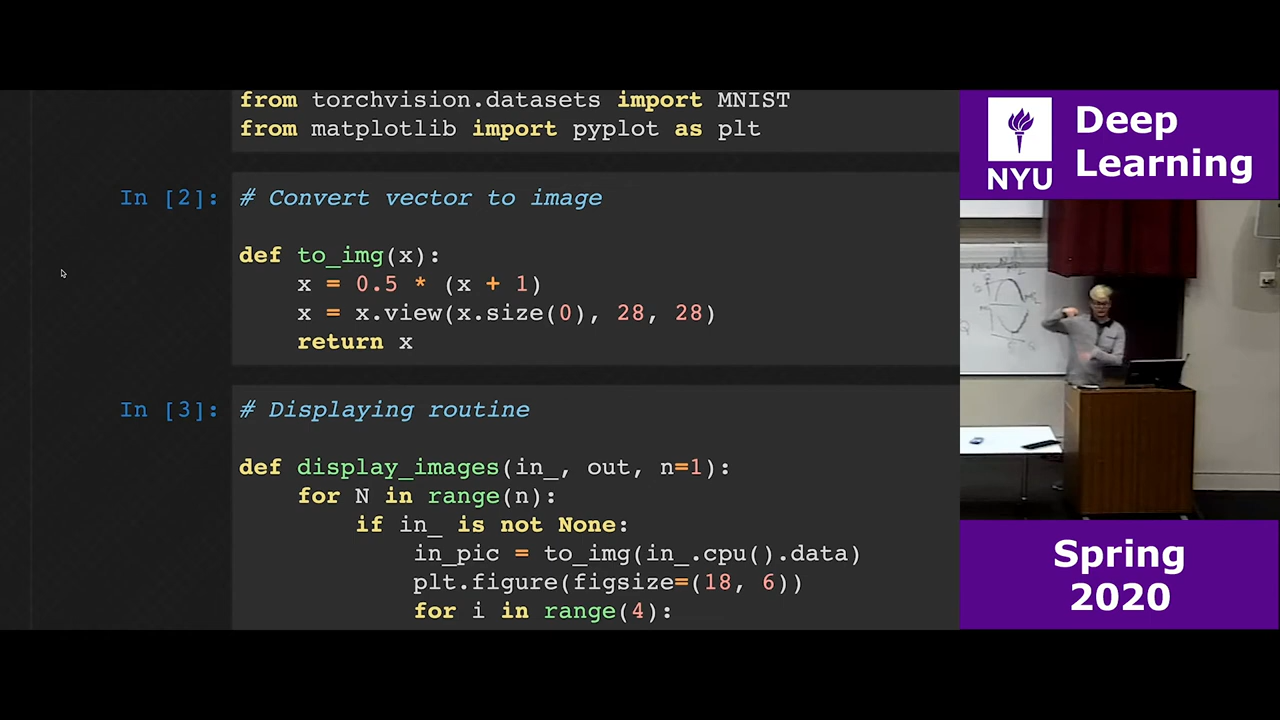 from torchvision.datasets import MNIST
from matplotlib import pyplot as plt
In [2]:
# Convert vector to image
def to_img(x):
x = 0.5 * (x + 1)
x = x.view(x.size(0), 28, 28)
return x
In [3]:
# Displaying routine
def display_images(in_, out, n=1):
for N in range(n):
if in_ is not None:
in_pic = to_img(in_.cpu().data)
plt.figure(figsize=(18, 6))
for i in range(4):
NYU
Deep
Learning
Spring
2020